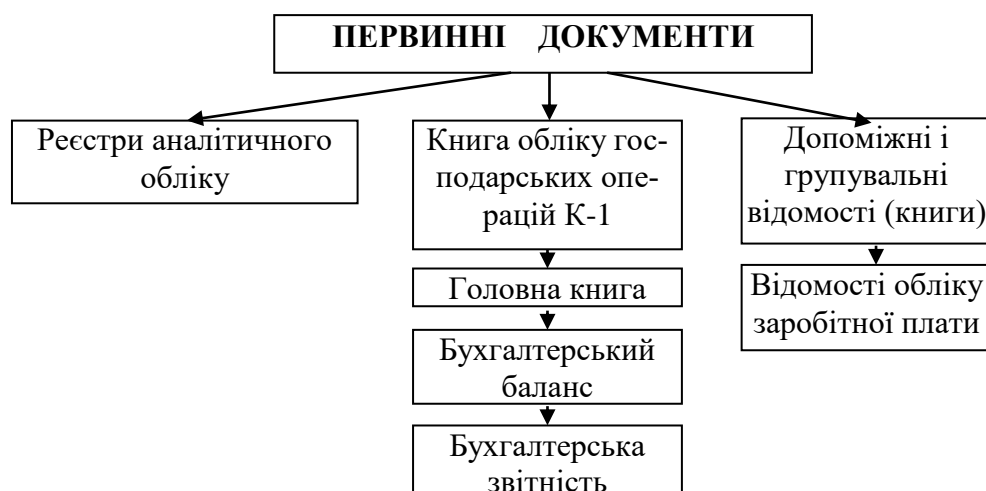 ПЕРВИННІ ДОКУМЕНТИ
Реєстри аналітичного
обліку
Книга обліку гос-
подарських опе-
рацій К-1
Допоміжні і
групувальні
відомості (книги)
Головна книга
Відомості обліку
заробітної плати
Бухгалтерський
баланс
Бухгалтерська
звітність